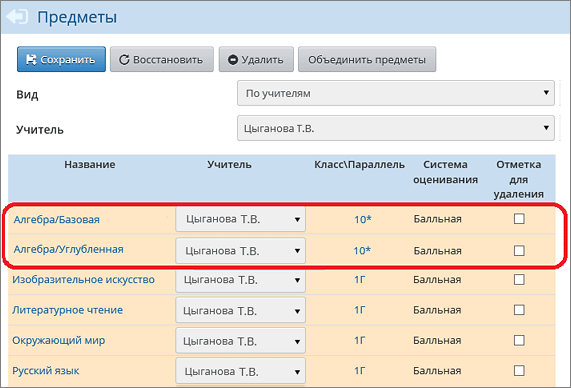 Предметы
Сохранить Восстановить Удалить Объединить предметы
Вид По учителям
Учитель Цыганова Т.В.
Название Учитель Класс\Параллель Система оценивания Отметка для удаления
Алгебра/Базовая Цыганова Т.В. 10* Балльная
Алгебра/Углубленная Цыганова Т.В. 10* Балльная
Изобразительное искусство Цыганова Т.В. 1Г Балльная
Литературное чтение Цыганова Т.В. 1Г Балльная
Окружающий мир Цыганова Т.В. 1Г Балльная
Русский язык Цыганова Т.В. 1Г Балльная